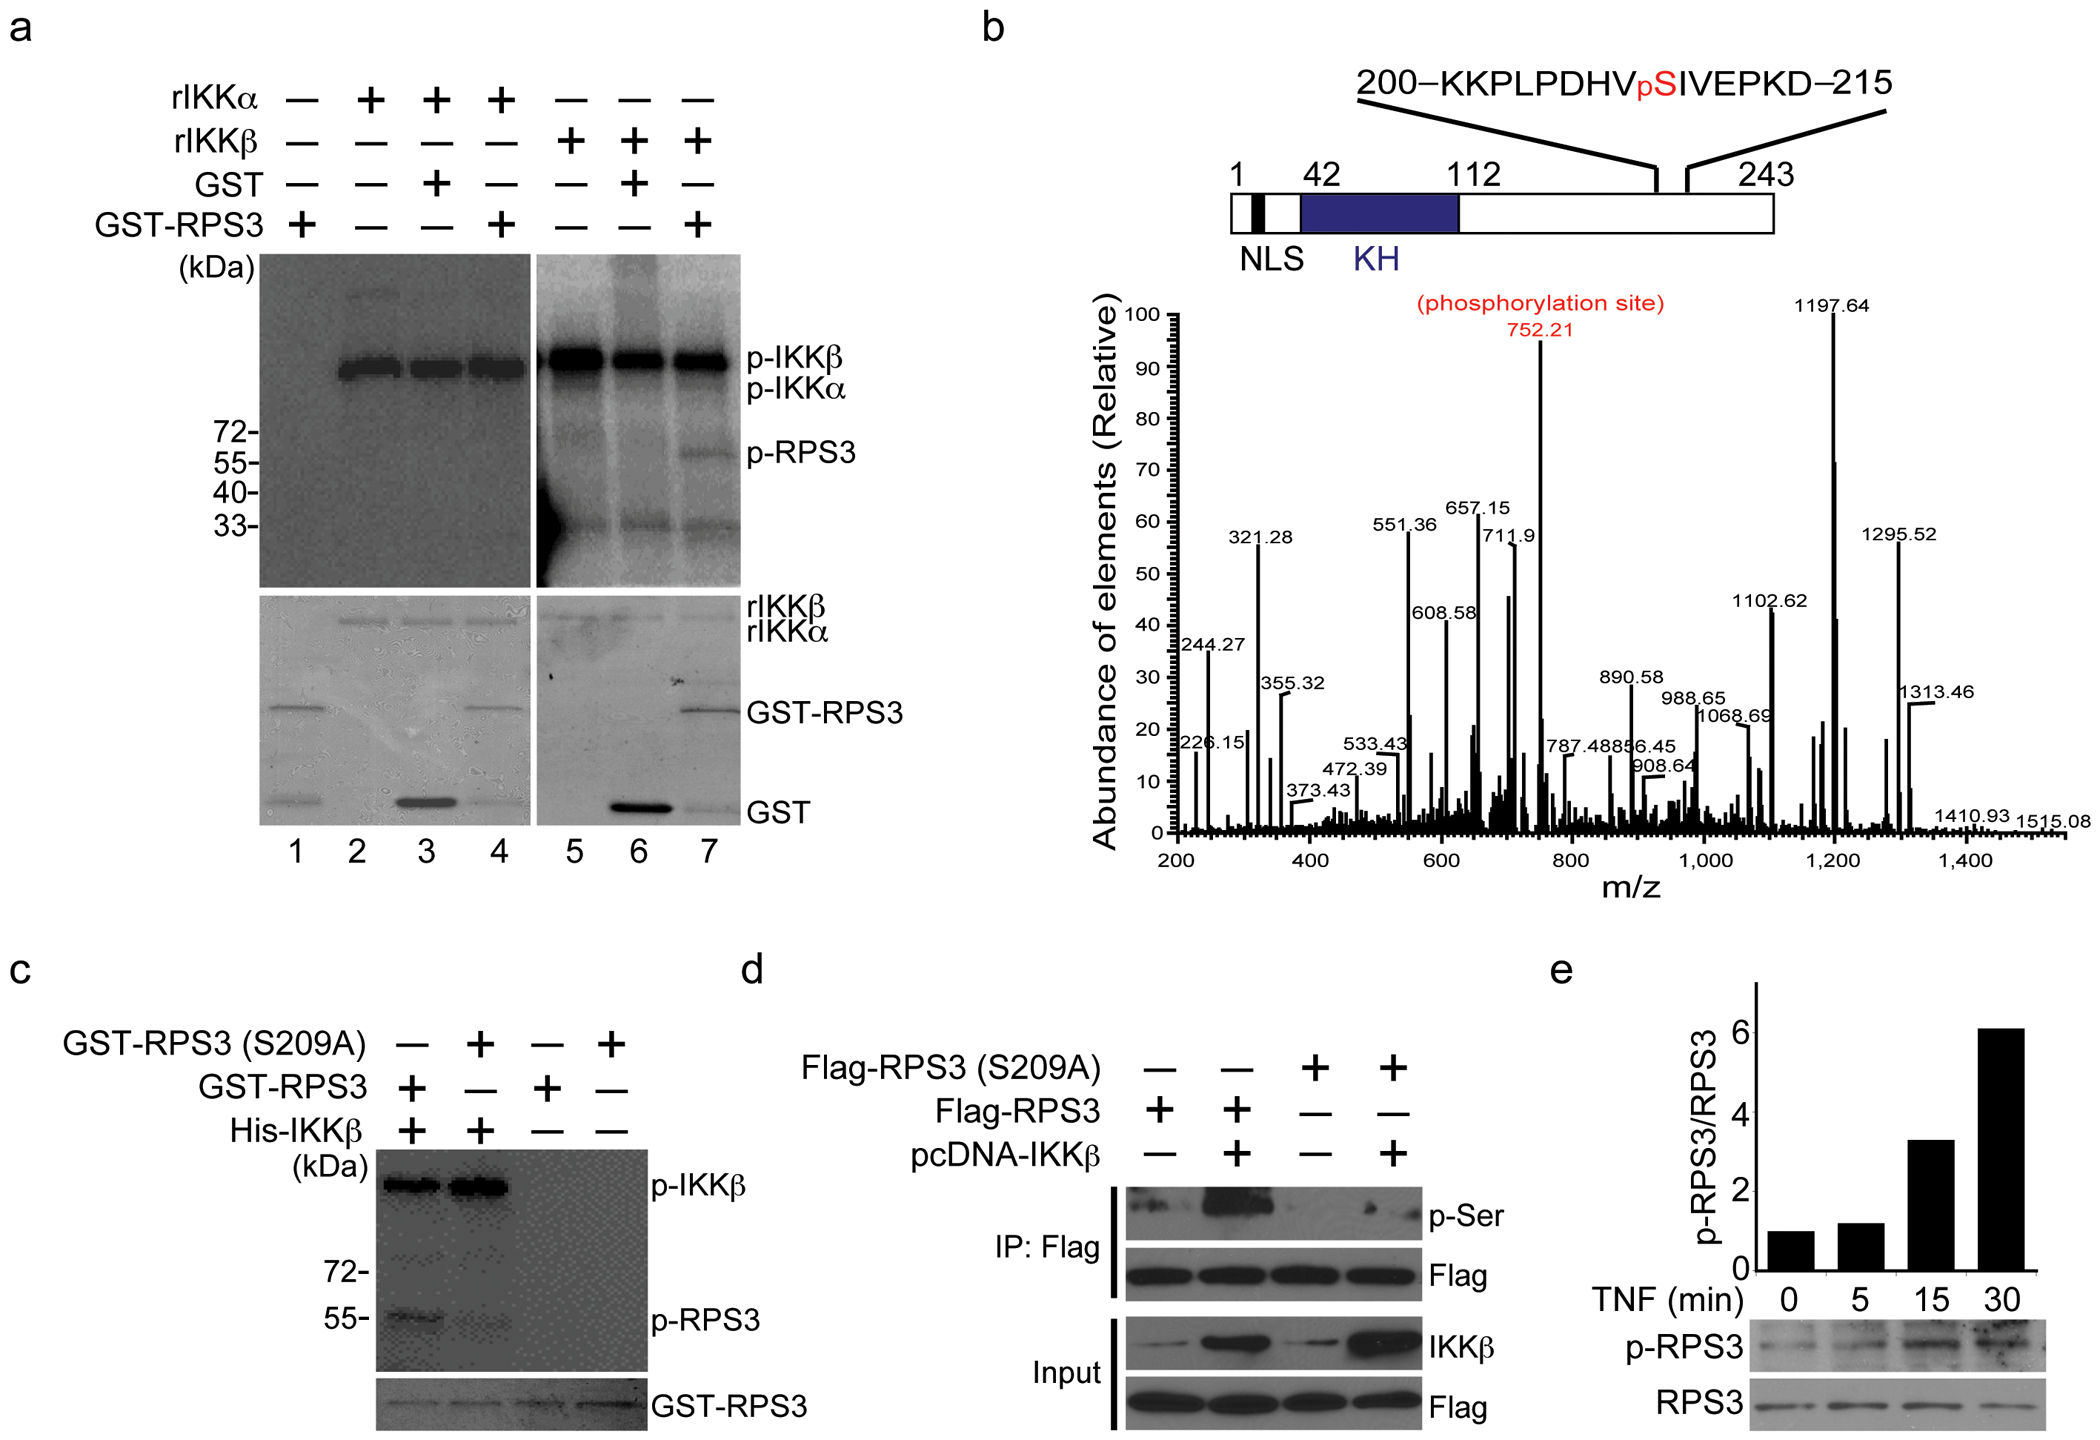 a
rIKKα — + + + — — —
rIKKβ — — — — + + +
GST — — + — — + —
GST-RPS3 + — — + — — +
(kDa)
72-
55-
40-
33-
p-IKKβ
p-IKKα
p-RPS3
rIKKβ
rIKKα
GST-RPS3
GST
1 2 3 4 5 6 7
b
200–KKPLPDHVpSIVEPKD–215
1 42 112 243
NLS KH
Abundance of elements (Relative)
100
90
80
70
60
50
40
30
20
10
0
(phosphorylation site)
752.21
1197.64
657.15
551.36
711.9
321.28
1295.52
608.58
1102.62
244.27
355.32
890.58
988.65
1313.46
1068.69
226.15
533.43
787.48
856.45
472.39
908.64
373.43
1410.93
1515.08
200 400 600 800 1,000 1,200 1,400
m/z
c
GST-RPS3 (S209A) — + — +
GST-RPS3 + — + —
His-IKKβ + + — —
(kDa)
72-
55-
p-IKKβ
p-RPS3
GST-RPS3
d
Flag-RPS3 (S209A) — — + +
Flag-RPS3 + + — —
pcDNA-IKKβ — + — +
IP: Flag
p-Ser
Flag
Input
IKKβ
Flag
e
p-RPS3/RPS3
6
4
2
0
TNF (min) 0 5 15 30
p-RPS3
RPS3